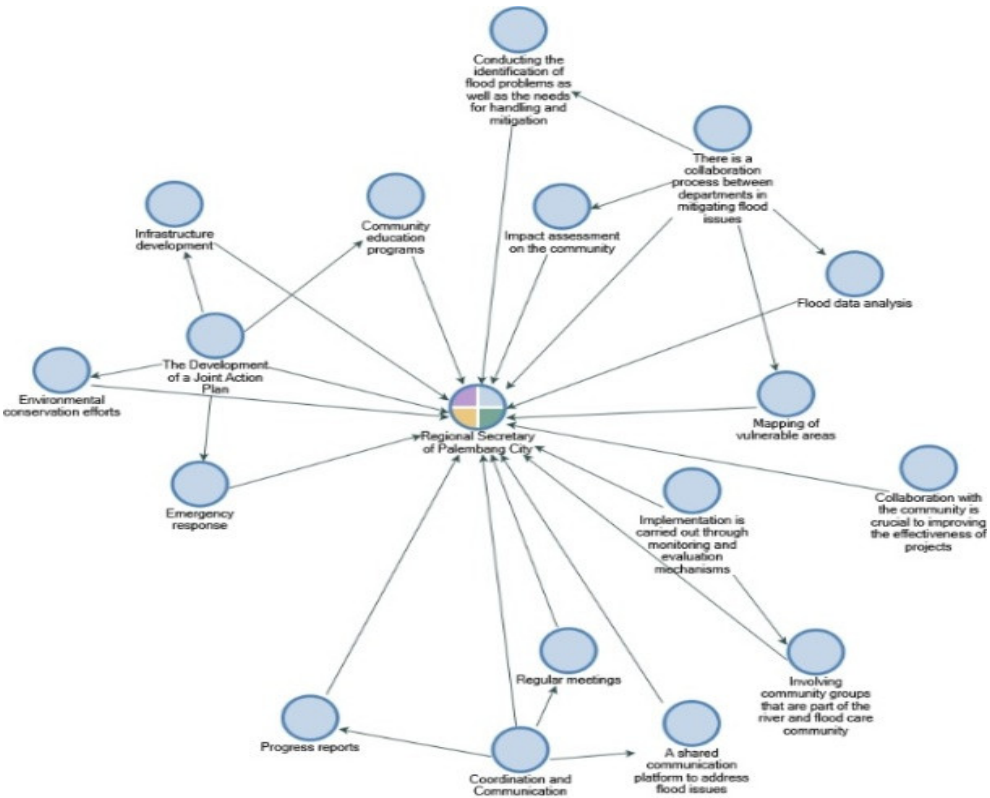 Conducting the
identification of
flood problems as
well as the needs
for handling and
mitigation
There is a
collaboration
process between
departments in
mitigating flood
issues
Infrastructure
development
Community
education
programs
Impact assessment
on the community
Flood data analysis
The Development
of a Joint Action
Plan
Environmental
conservation efforts
Regional Secretary
of Palembang City
Mapping of
vulnerable areas
Emergency
response
Implementation is
carried out through
monitoring and
evaluation
mechanisms
Collaboration with
the community is
crucial to improving
the effectiveness of
projects
Regular meetings
Involving
community groups
that are part of the
river and flood care
community
Progress reports
Coordination and
Communication
A shared
communication
platform to address
flood issues